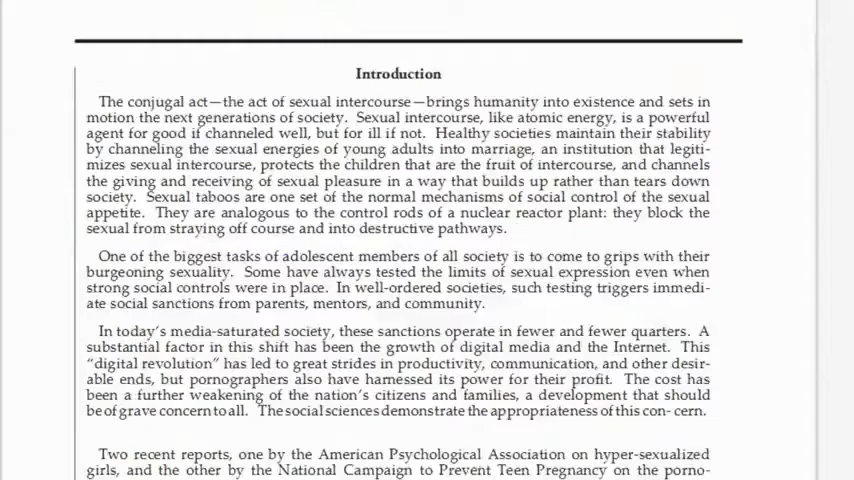 Introduction
The conjugal act—the act of sexual intercourse—brings humanity into existence and sets in
motion the next generations of society. Sexual intercourse, like atomic energy, is a powerful
agent for good if channeled well, but for ill if not. Healthy societies maintain their stability
by channeling the sexual energies of young adults into marriage, an institution that legiti-
mizes sexual intercourse, protects the children that are the fruit of intercourse, and channels
the giving and receiving of sexual pleasure in a way that builds up rather than tears down
society. Sexual taboos are one set of the normal mechanisms of social control of the sexual
appetite. They are analogous to the control rods of a nuclear reactor plant: they block the
sexual from straying off course and into destructive pathways.
One of the biggest tasks of adolescent members of all society is to come to grips with their
burgeoning sexuality. Some have always tested the limits of sexual expression even when
strong social controls were in place. In well-ordered societies, such testing triggers immedi-
ate social sanctions from parents, mentors, and community.
In today's media-saturated society, these sanctions operate in fewer and fewer quarters. A
substantial factor in this shift has been the growth of digital media and the Internet. This
“digital revolution” has led to great strides in productivity, communication, and other desir-
able ends, but pornographers also have harnessed its power for their profit. The cost has
been a further weakening of the nation's citizens and families, a development that should
be of grave concern to all. The social sciences demonstrate the appropriateness of this con- cern.
Two recent reports, one by the American Psychological Association on hyper-sexualized
girls, and the other by the National Campaign to Prevent Teen Pregnancy on the porno-